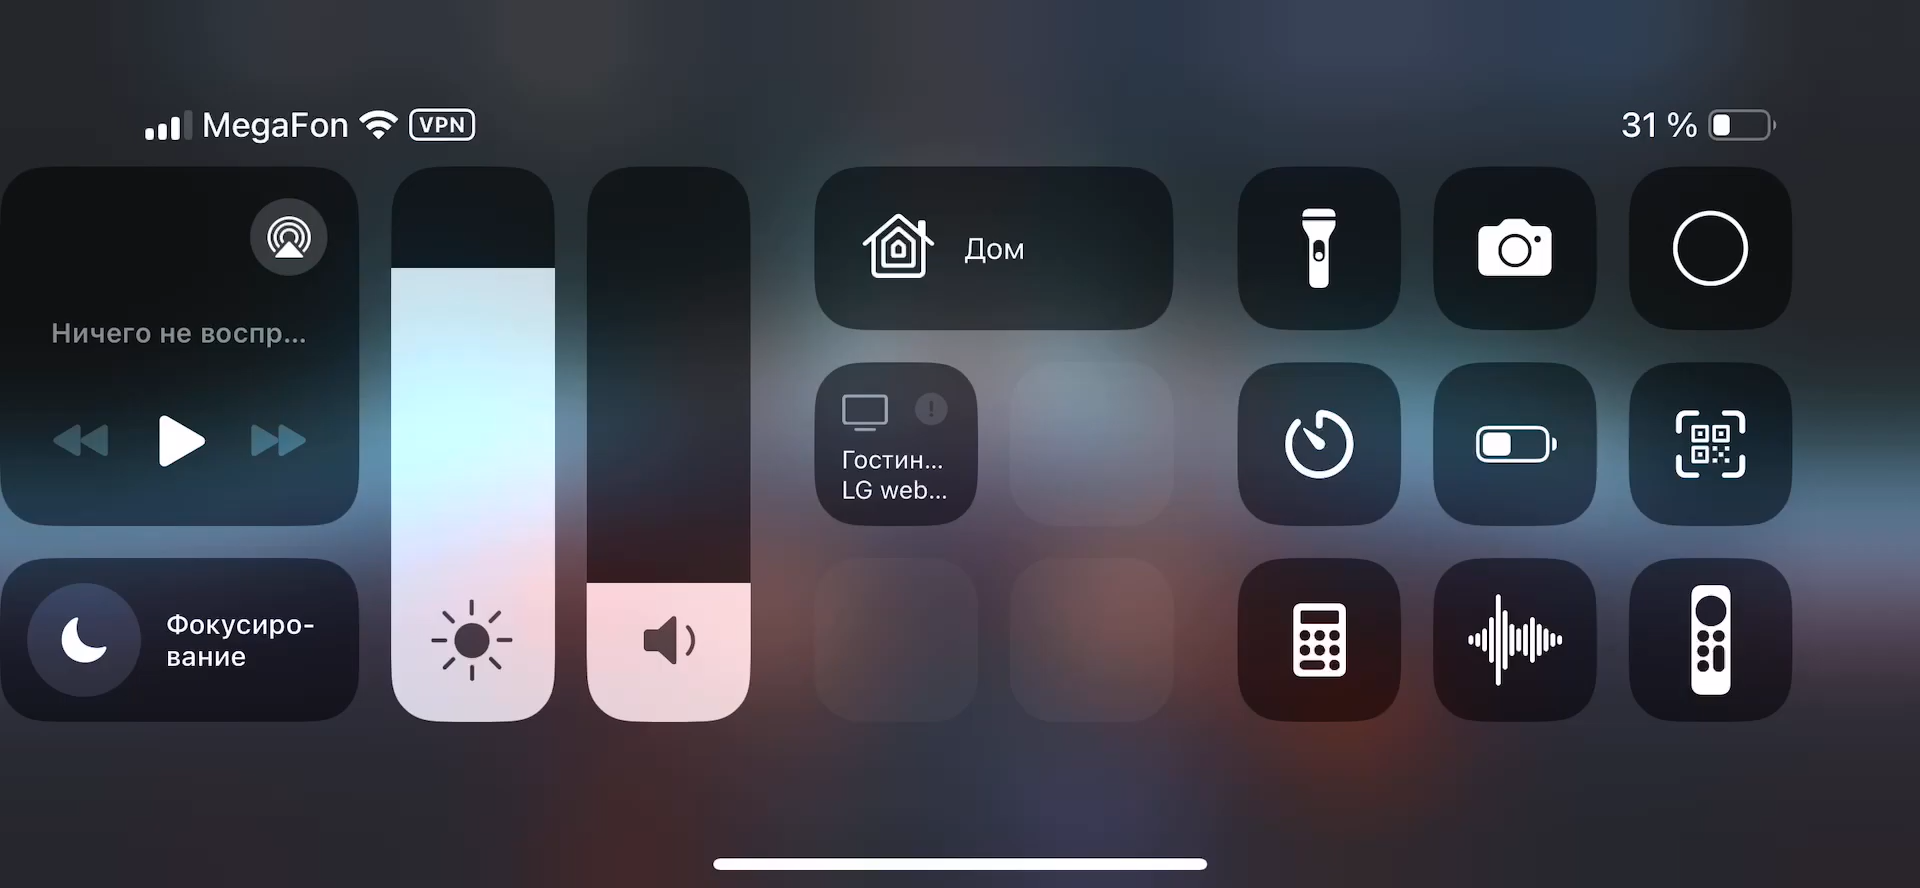 MegaFon VPN
31 %
Ничего не воспр...
Фокусиро-
вание
Дом
Гостин...
LG web...